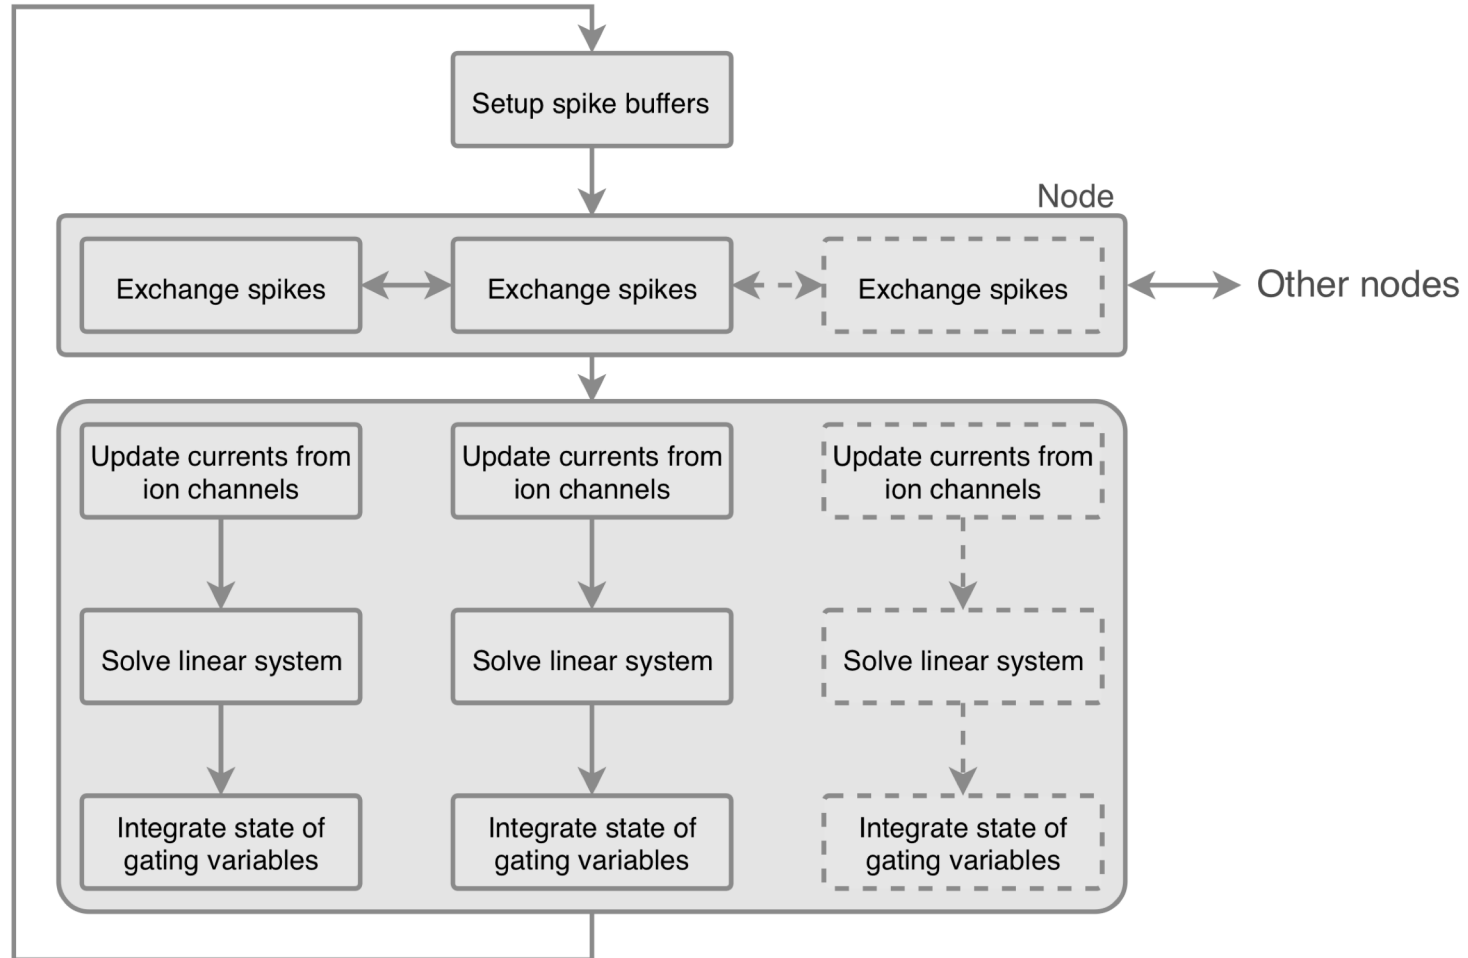 Setup spike buffers
Node
Exchange spikes
Exchange spikes
Exchange spikes
Other nodes
Update currents from
ion channels
Update currents from
ion channels
Update currents from
ion channels
Solve linear system
Solve linear system
Solve linear system
Integrate state of
gating variables
Integrate state of
gating variables
Integrate state of
gating variables